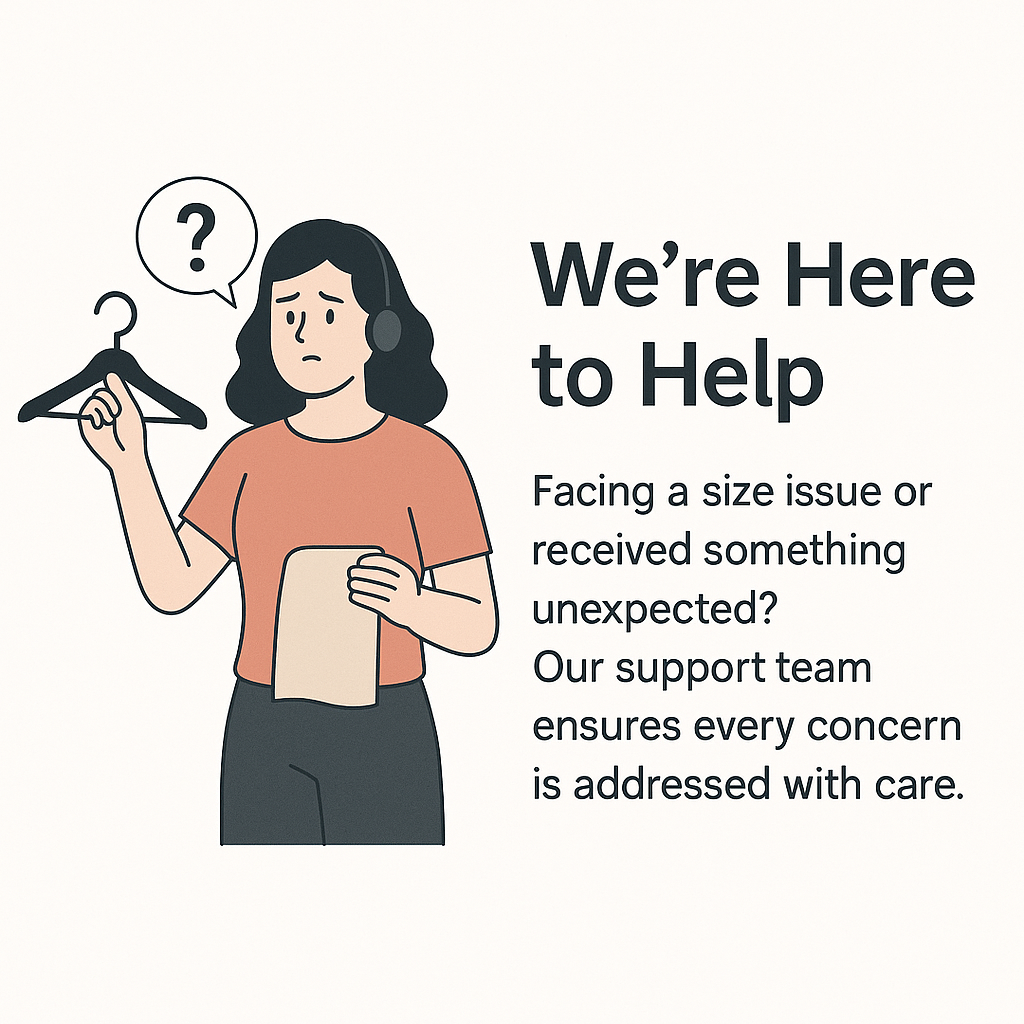 ?
We’re Here
to Help
Facing a size issue or
received something
unexpected?
Our support team
ensures every concern
is addressed with care.